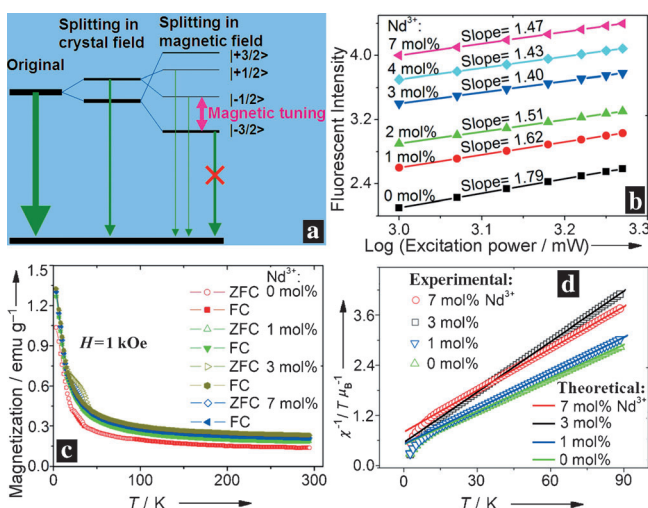 Splitting in
crystal field
Splitting in
magnetic field
Original
|+3/2>
|+1/2>
|-1/2>
Magnetic tuning
|-3/2>
a
Fluorescent Intensity
4.0
3.2
2.4
Nd³⁺:
7 mol%
Slope= 1.47
4 mol%
Slope= 1.43
3 mol%
Slope= 1.40
2 mol%
Slope= 1.51
1 mol%
Slope= 1.62
0 mol%
Slope= 1.79
b
3.0 3.1 3.2 3.3
Log (Excitation power / mW)
Magnetization / emu g⁻¹
1.5
1.2
0.9
0.6
0.3
0.0
H=1 kOe
Nd³⁺:
ZFC 0 mol%
FC
ZFC 1 mol%
FC
ZFC 3 mol%
FC
ZFC 7 mol%
FC
c
0 100 200 300
T / K
χ⁻¹/ T μB⁻¹
3.6
2.4
1.2
0.0
Experimental:
7 mol% Nd³⁺
3 mol%
1 mol%
0 mol%
d
Theoretical:
7 mol% Nd³⁺
3 mol%
1 mol%
0 mol%
0 30 60 90
T / K